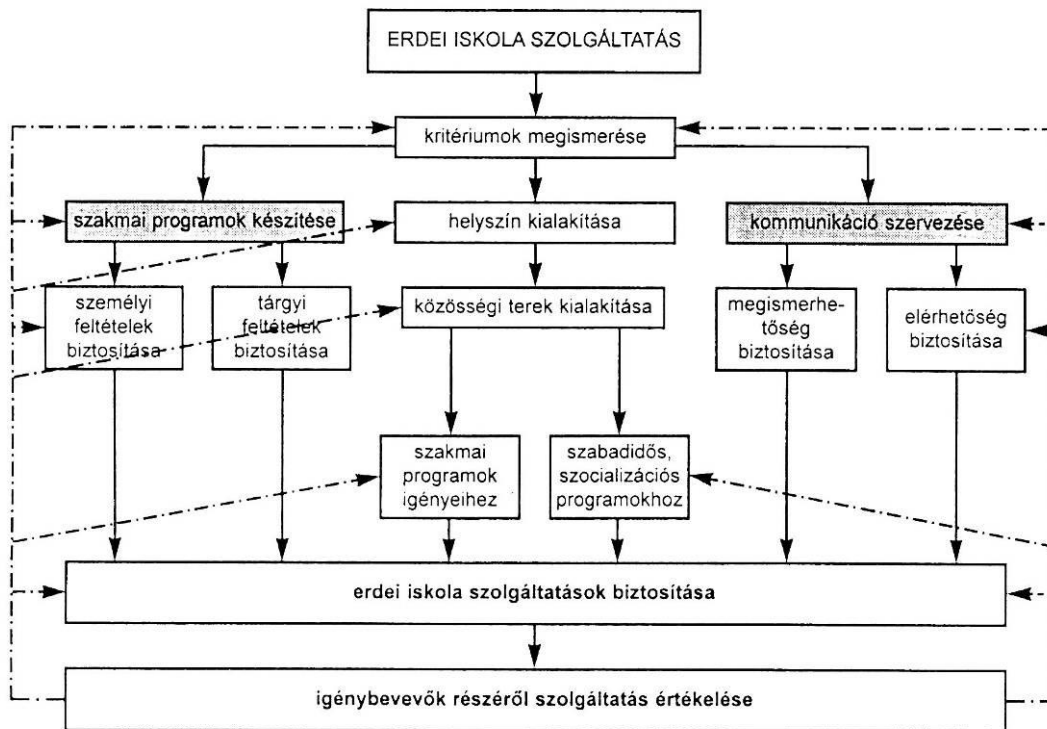 ERDEI ISKOLA SZOLGÁLTATÁS
kritériumok megismerése
szakmai programok készítése
helyszín kialakítása
kommunikáció szervezése
személyi
feltételek
biztosítása
tárgyi
feltételek
biztosítása
közösségi terek kialakítása
megismerhe-
tőség
biztosítása
elérhetőség
biztosítása
szakmai
programok
igényeihez
szabadidős,
szocializációs
programokhoz
erdei iskola szolgáltatások biztosítása
igénybevevők részéről szolgáltatás értékelése